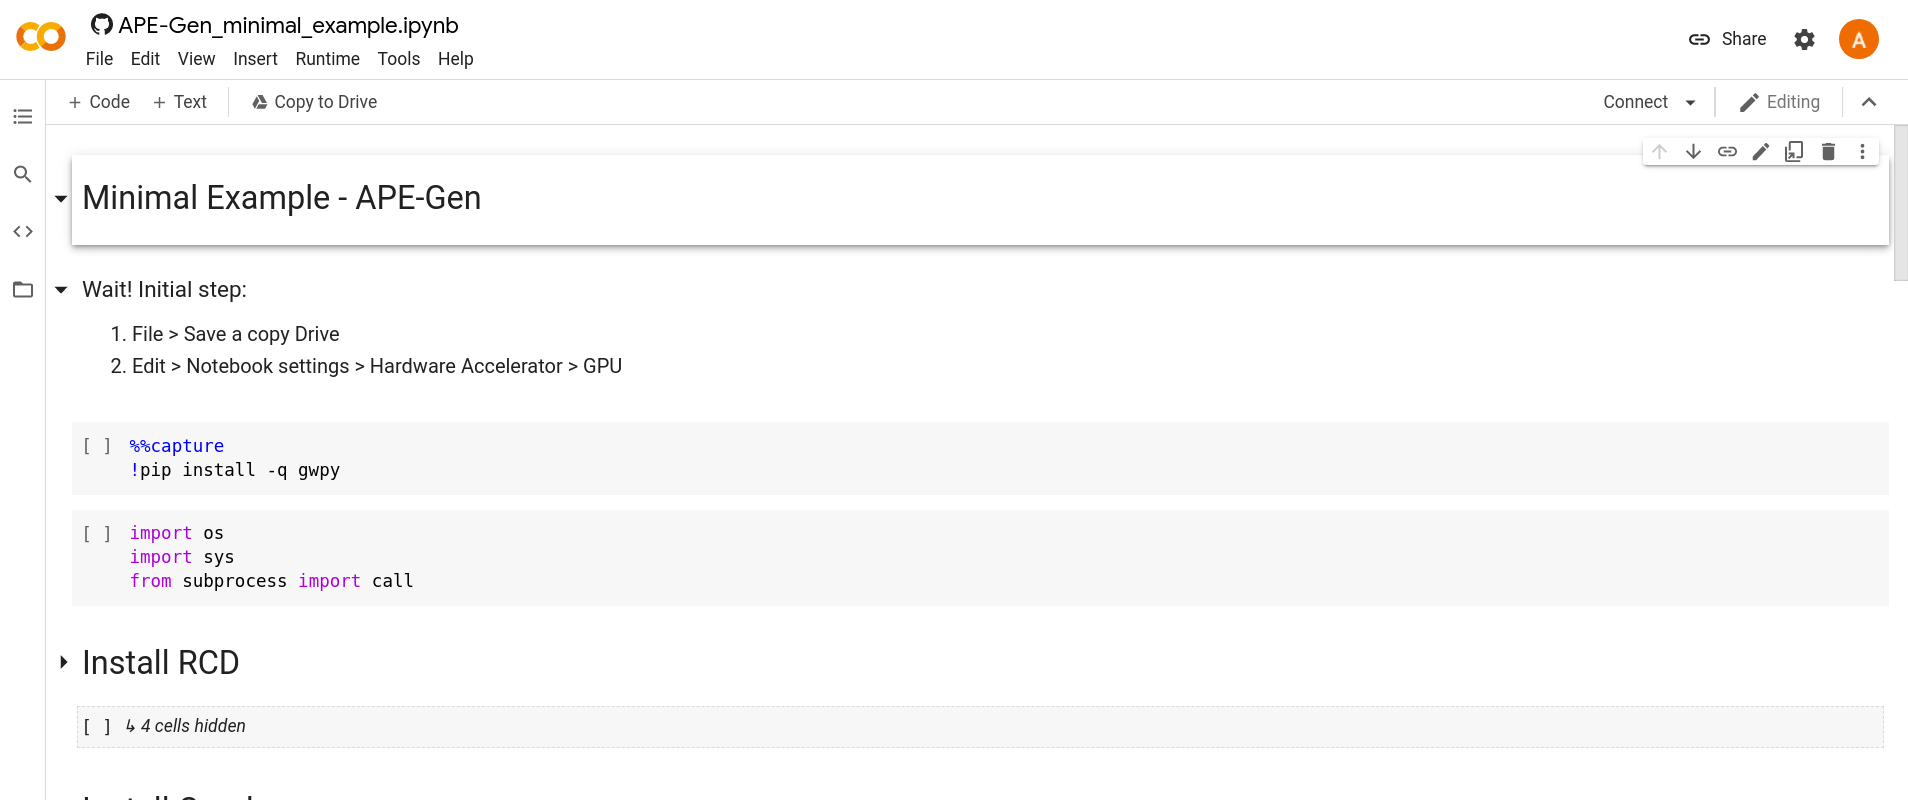 APE-Gen_minimal_example.ipynb
File Edit View Insert Runtime Tools Help
Share
A
+ Code + Text Copy to Drive
Connect
Editing
Minimal Example - APE-Gen
Wait! Initial step:
1. File > Save a copy Drive
2. Edit > Notebook settings > Hardware Accelerator > GPU
[ ] %%capture
!pip install -q gwpy
[ ] import os
import sys
from subprocess import call
Install RCD
[ ] ↳ 4 cells hidden